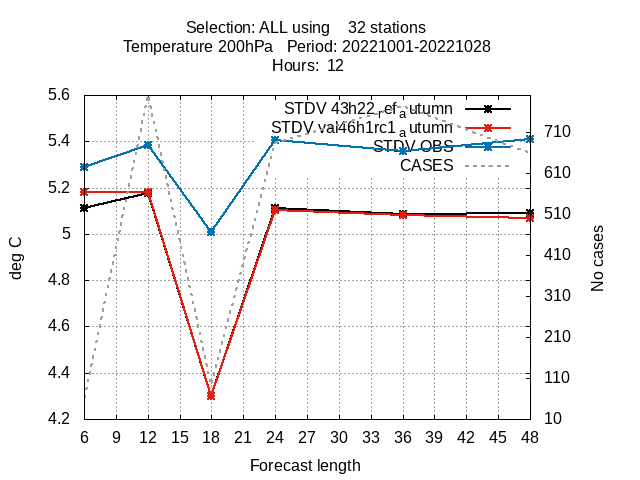 Selection: ALL using 32 stations
Temperature 200hPa Period: 20221001-20221028
Hours: 12
STDV 43h22_ref_autumn
STDV val46h1rc1_autumn
STDV OBS
CASES
5.6
5.4
5.2
5
4.8
4.6
4.4
4.2
710
610
510
410
310
210
110
10
deg C
No cases
6 9 12 15 18 21 24 27 30 33 36 39 42 45 48
Forecast length